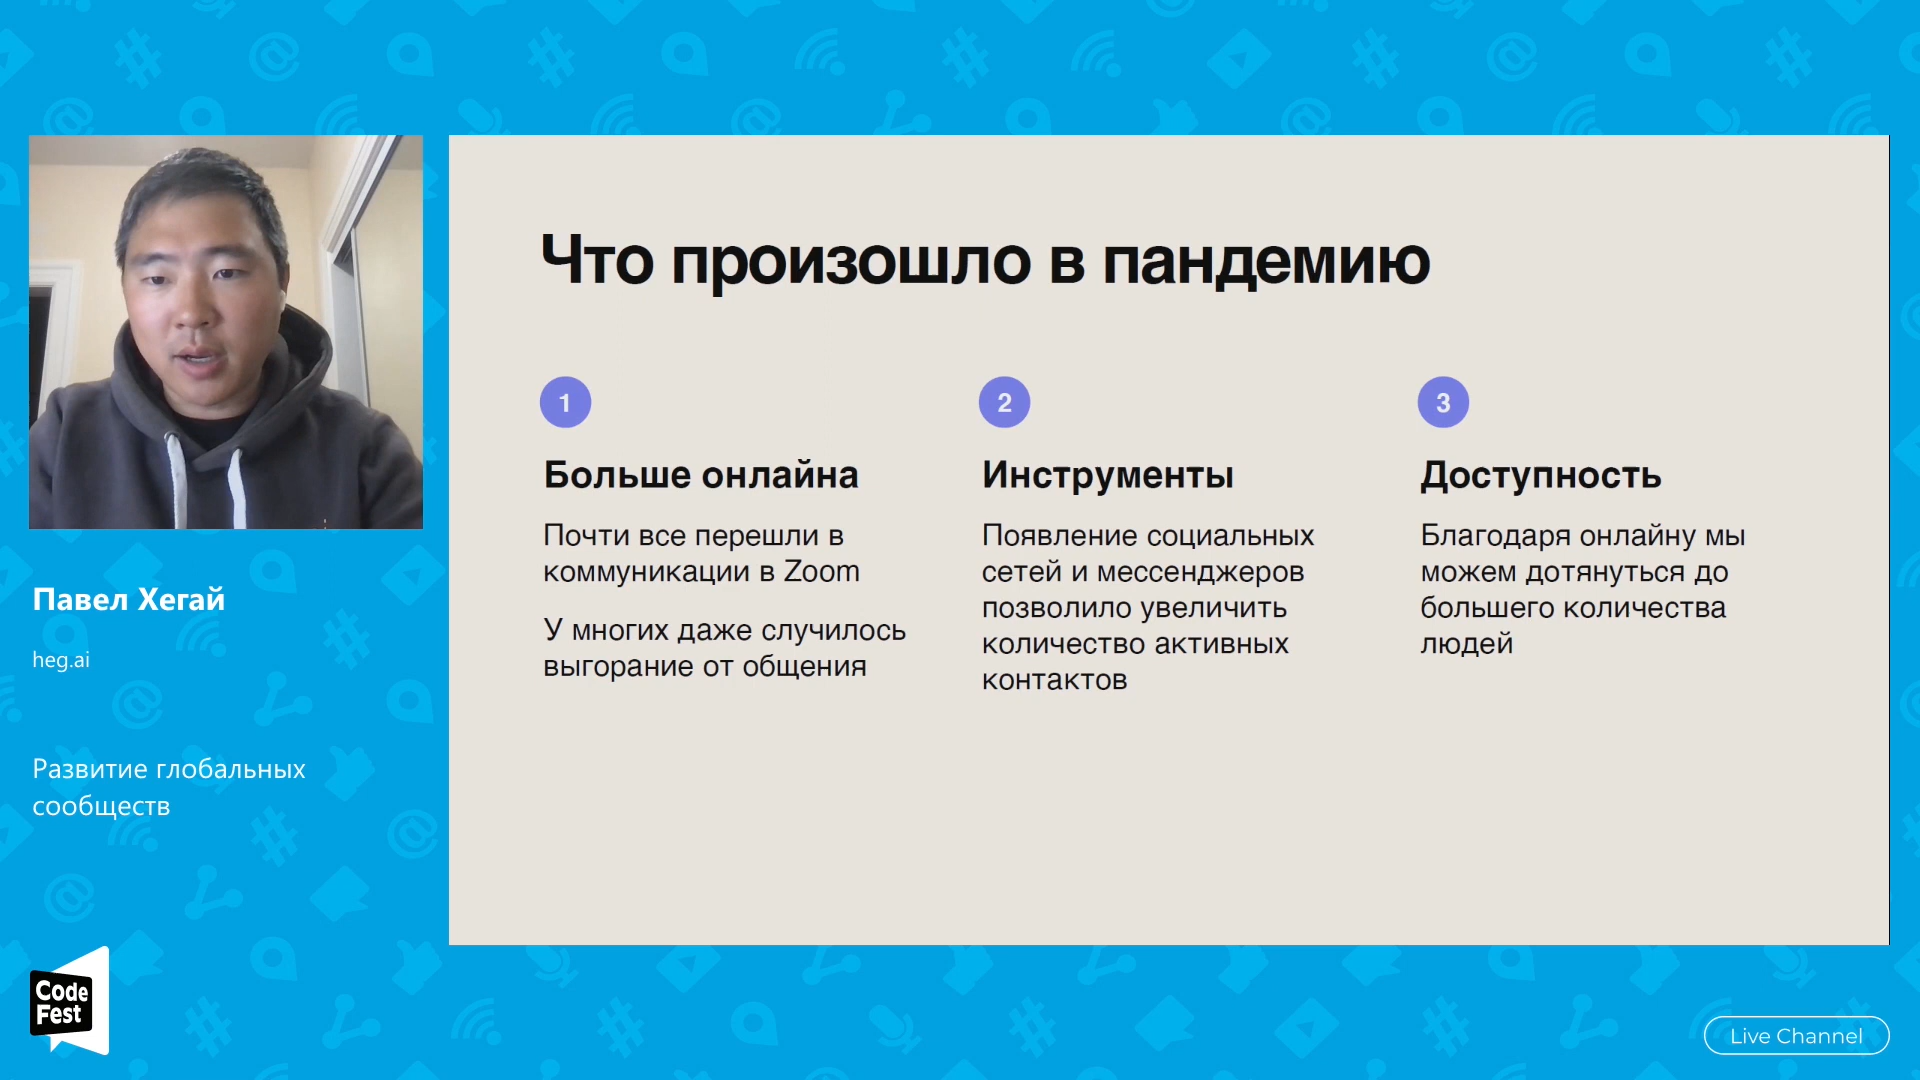 Павел Хегай
heg.ai
Развитие глобальных
сообществ
Code
Fest
Что произошло в пандемию
1
Больше онлайна
Почти все перешли в
коммуникации в Zoom
У многих даже случилось
выгорание от общения
2
Инструменты
Появление социальных
сетей и мессенджеров
позволило увеличить
количество активных
контактов
3
Доступность
Благодаря онлайну мы
можем дотянуться до
большего количества
людей
Live Channel